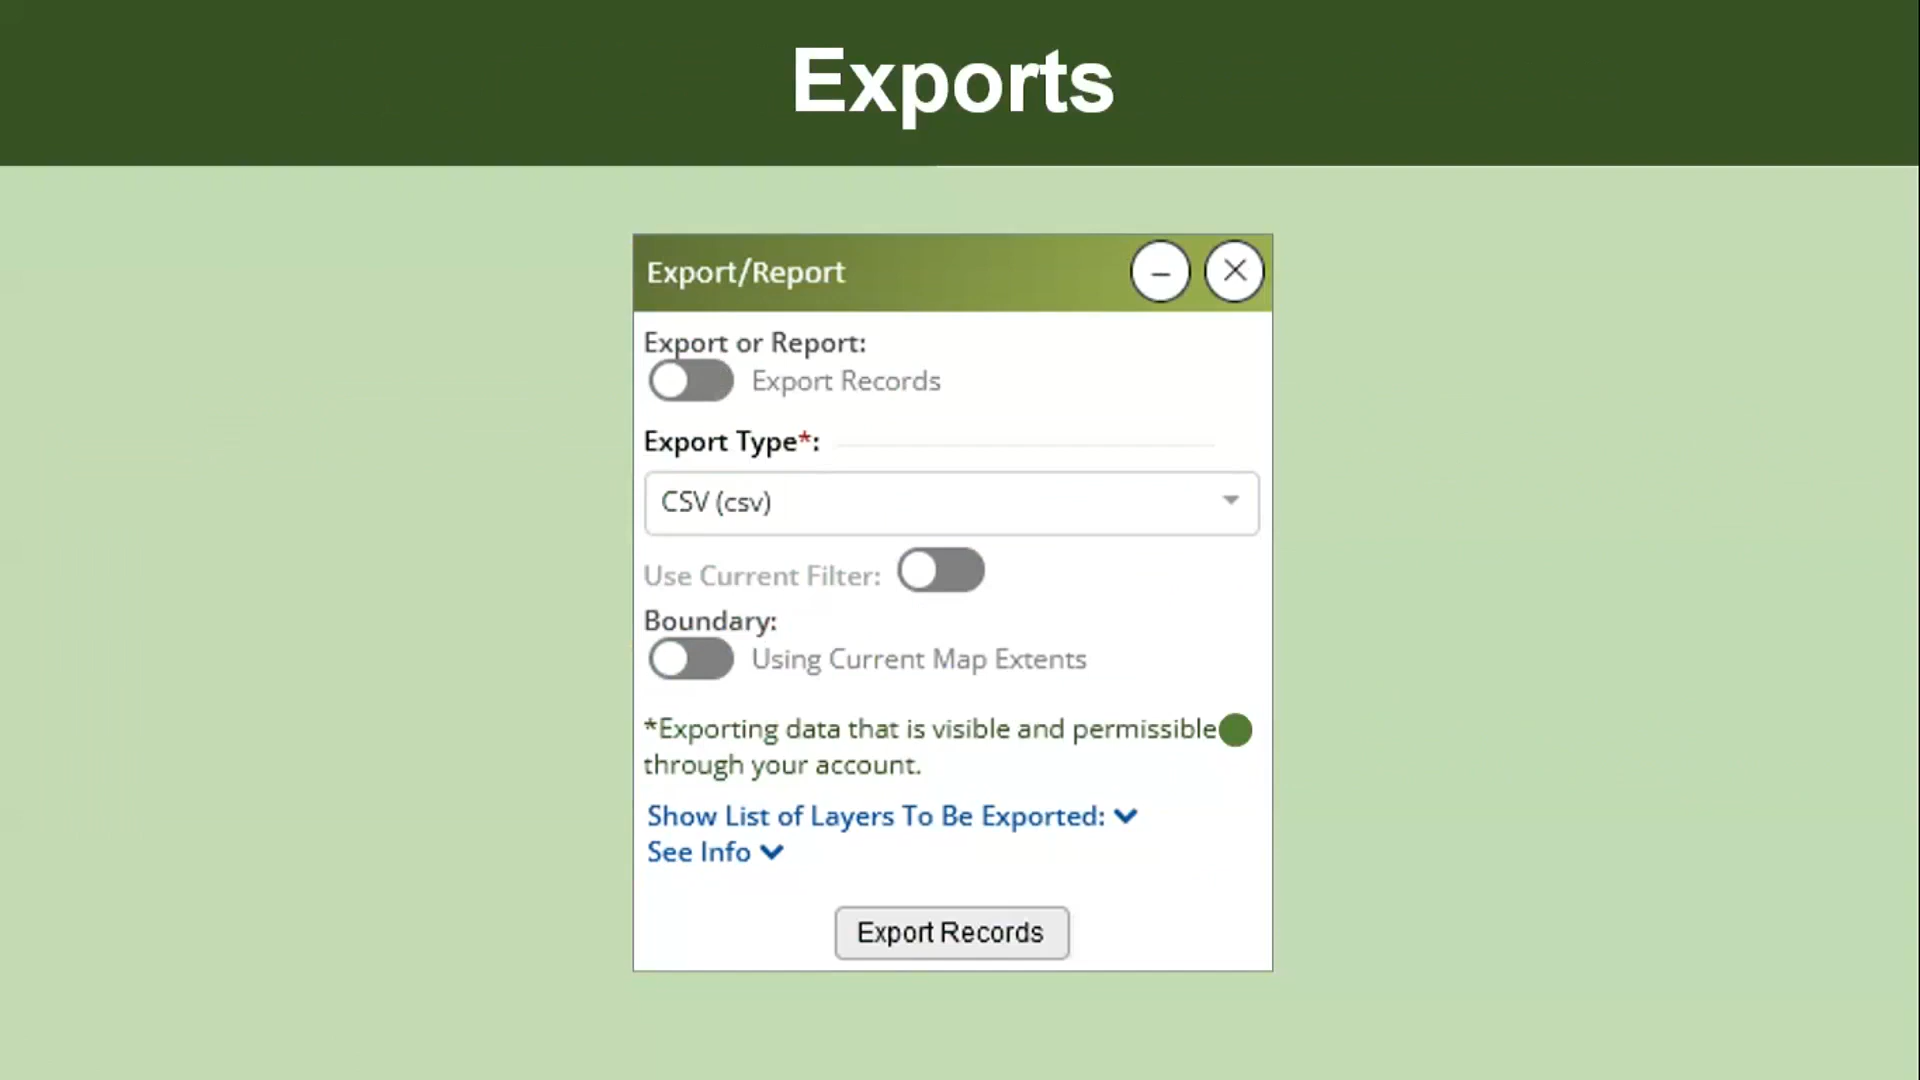 Exports
Export/Report
Export or Report:
Export Records
Export Type*:
CSV (csv)
Use Current Filter:
Boundary:
Using Current Map Extents
*Exporting data that is visible and permissible
through your account.
Show List of Layers To Be Exported:
See Info
Export Records